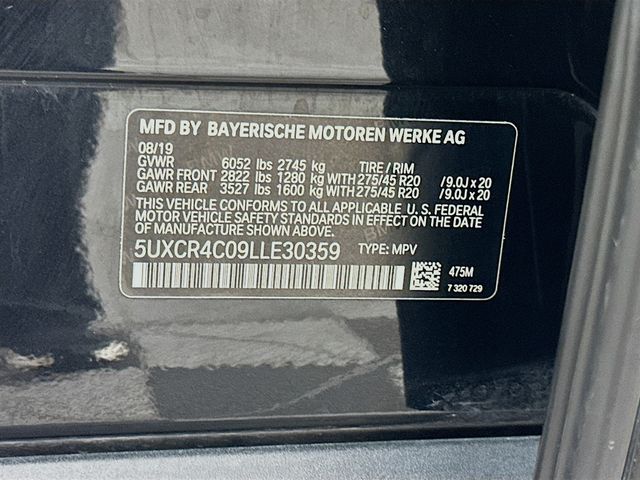 MFD BY BAYERISCHE MOTOREN WERKE AG
08/19
GVWR 6052 lbs 2745 kg TIRE / RIM
GAWR FRONT 2822 lbs 1280 kg WITH 275/45 R20 /9.0J x 20
GAWR REAR 3527 lbs 1600 kg WITH 275/45 R20 /9.0J x 20
THIS VEHICLE CONFORMS TO ALL APPLICABLE U.S. FEDERAL
MOTOR VEHICLE SAFETY STANDARDS IN EFFECT ON THE DATE
OF MANUFACTURE SHOWN ABOVE.
5UXCR4C09LLE30359 TYPE: MPV
475M
7 320 729